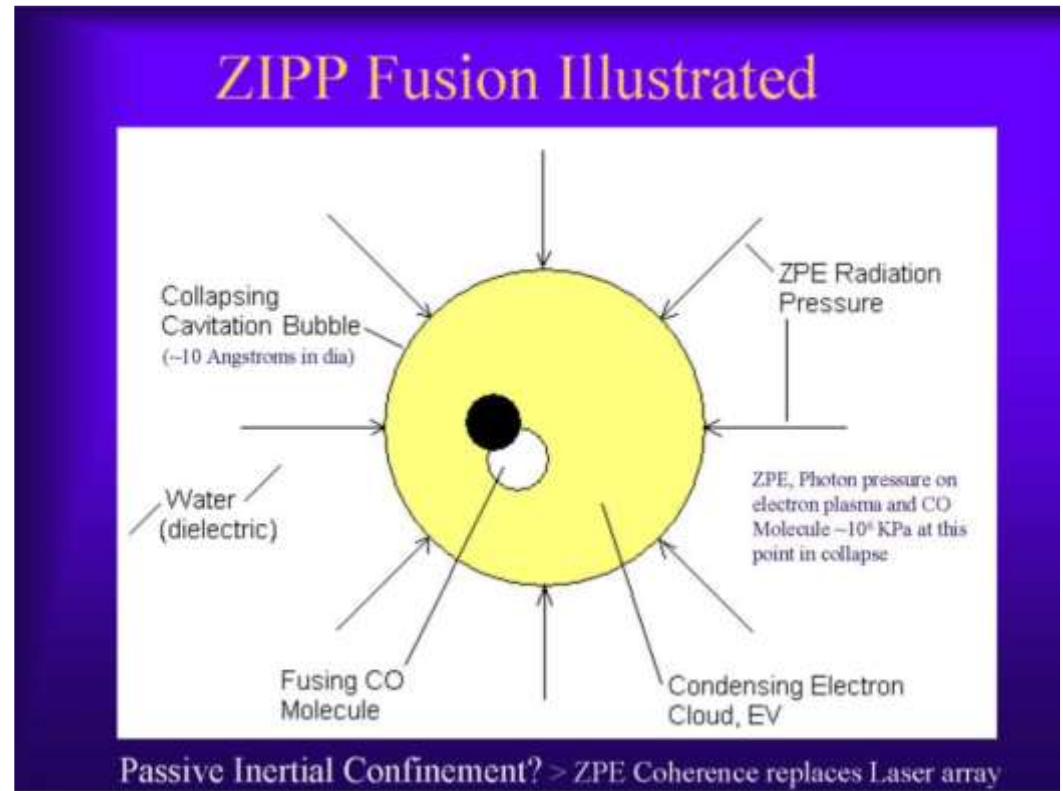 ZIPP Fusion Illustrated
Collapsing
Cavitation Bubble
(~10 Angstroms in dia)
ZPE Radiation
Pressure
Water
(dielectric)
ZPE, Photon pressure on
electron plasma and CO
Molecule ~10⁶ KPa at this
point in collapse
Fusing CO
Molecule
Condensing Electron
Cloud, EV
Passive Inertial Confinement? > ZPE Coherence replaces Laser array